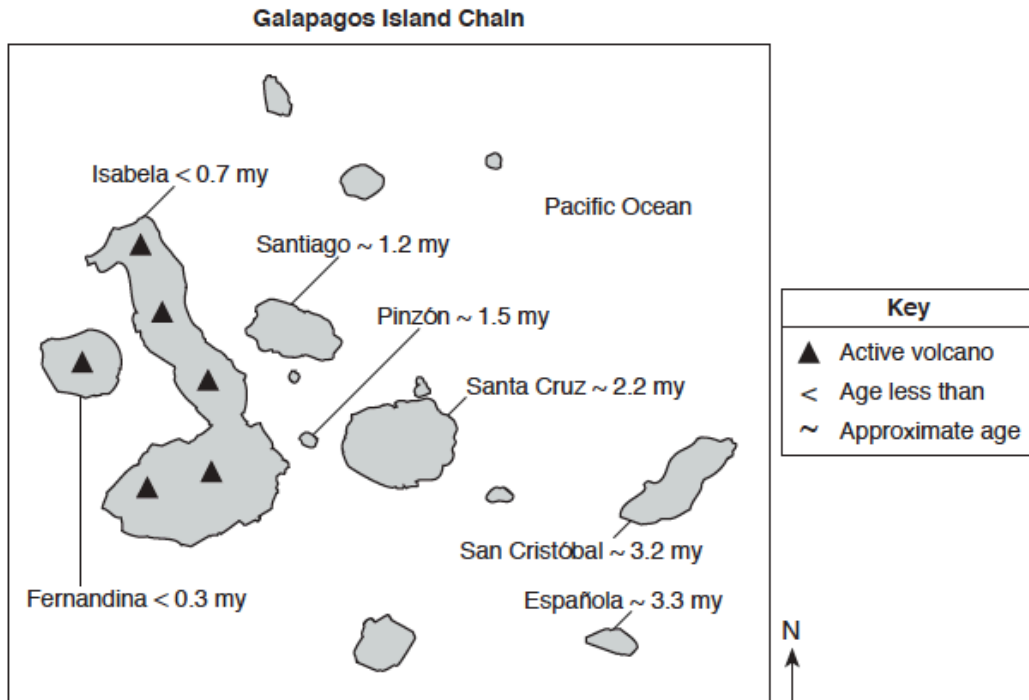 Galapagos Island Chain
Isabela < 0.7 my
Pacific Ocean
Santiago ~ 1.2 my
Pinzón ~ 1.5 my
Santa Cruz ~ 2.2 my
San Cristóbal ~ 3.2 my
Fernandina < 0.3 my
Española ~ 3.3 my
Key
▲ Active volcano
< Age less than
~ Approximate age
N